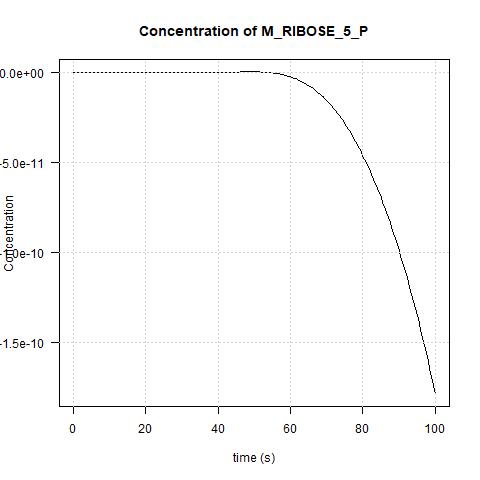 Concentration of M_RIBOSE_5_P
0.0e+00
-5.0e-11
-1.0e-10
-1.5e-10
Concentration
0
20
40
60
80
100
time (s)